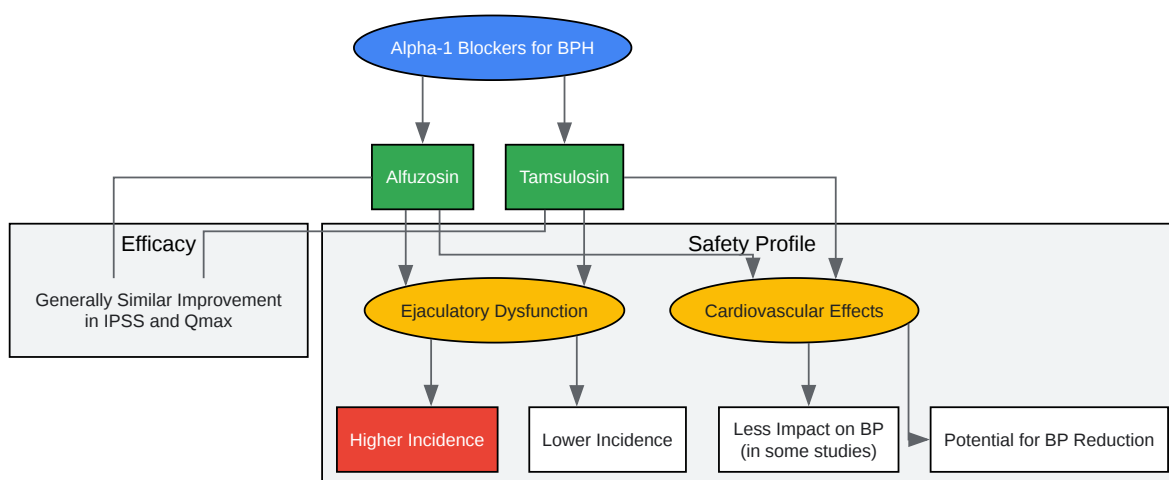 Alpha-1 Blockers for BPH
Alfuzosin
Tamsulosin
Efficacy
Safety Profile
Generally Similar Improvement
in IPSS and Qmax
Ejaculatory Dysfunction
Cardiovascular Effects
Higher Incidence
Lower Incidence
Less Impact on BP
(in some studies)
Potential for BP Reduction